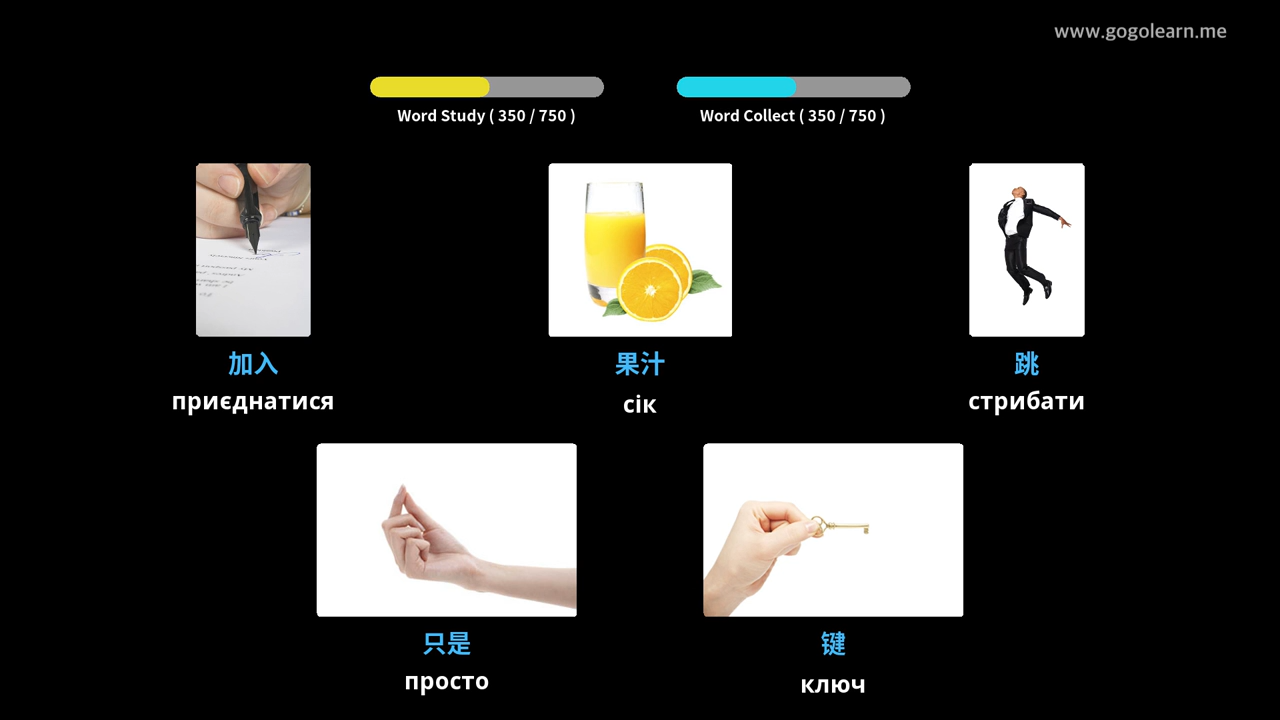 www.gogolearn.me
Word Study ( 350 / 750 )
Word Collect ( 350 / 750 )
加入
приєднатися
果汁
сік
跳
стрибати
只是
просто
键
ключ